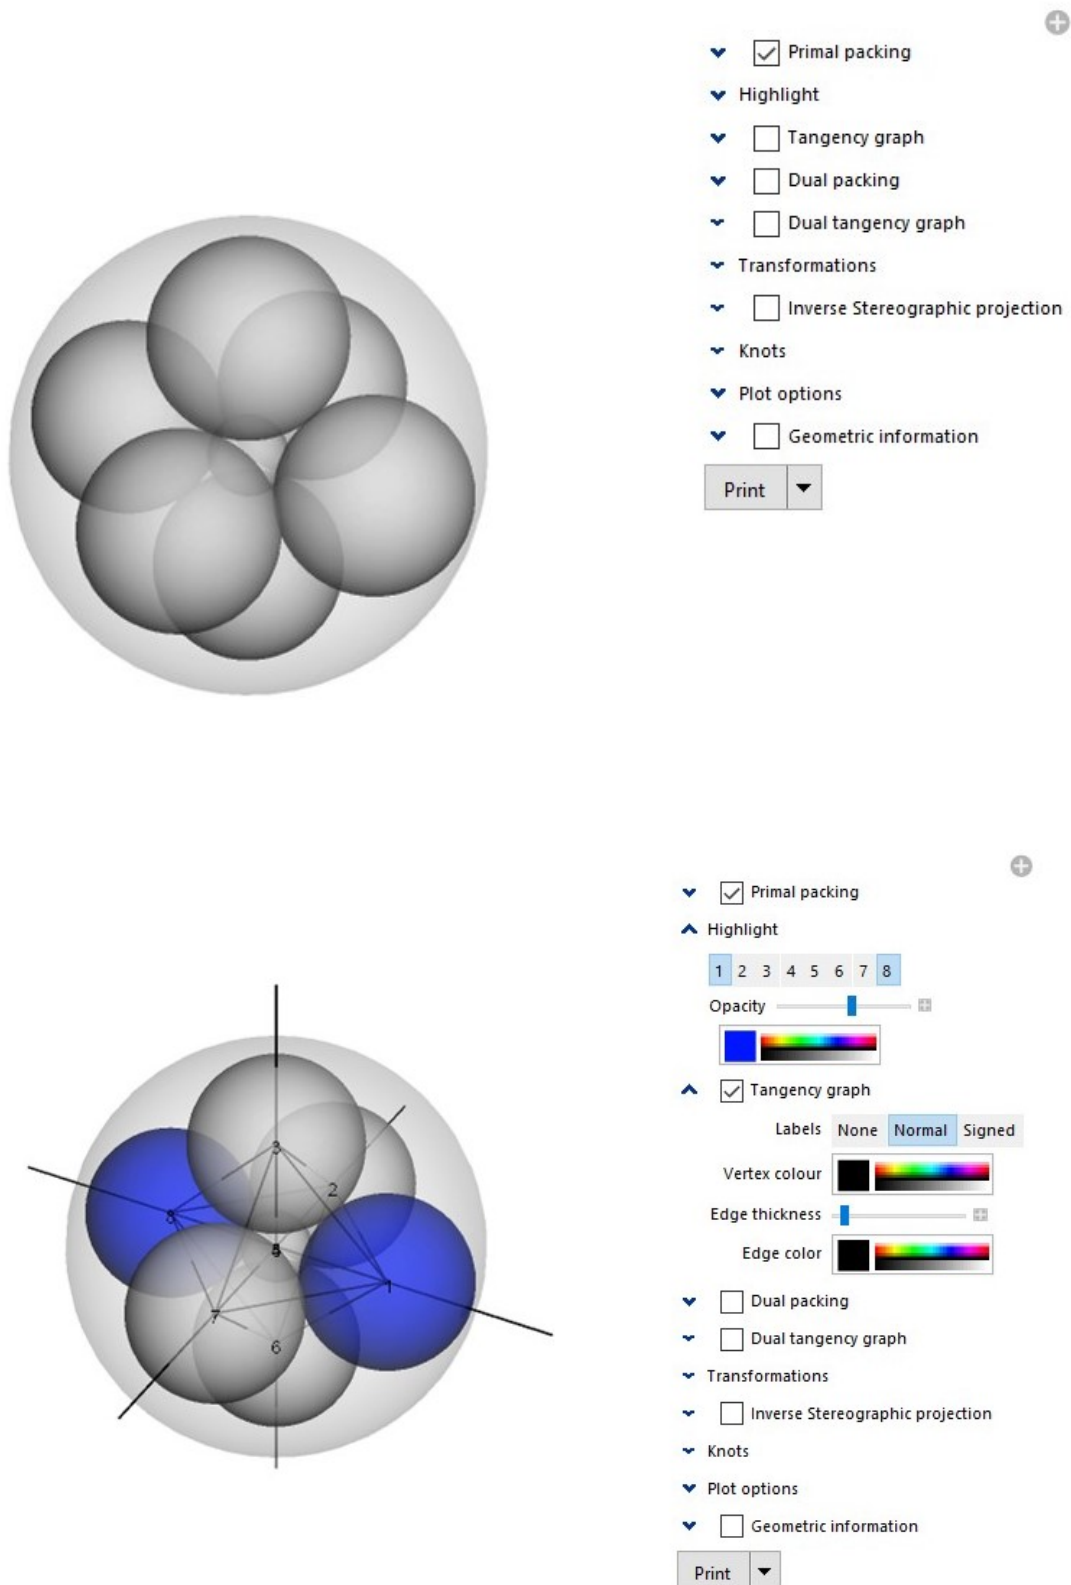 Primal packing
Highlight
Tangency graph
Dual packing
Dual tangency graph
Transformations
Inverse Stereographic projection
Knots
Plot options
Geometric information
Print
Primal packing
Highlight
1 2 3 4 5 6 7 8
Opacity
Tangency graph
Labels None Normal Signed
Vertex colour
Edge thickness
Edge color
Dual packing
Dual tangency graph
Transformations
Inverse Stereographic projection
Knots
Plot options
Geometric information
Print
3
2
8
1
7
6